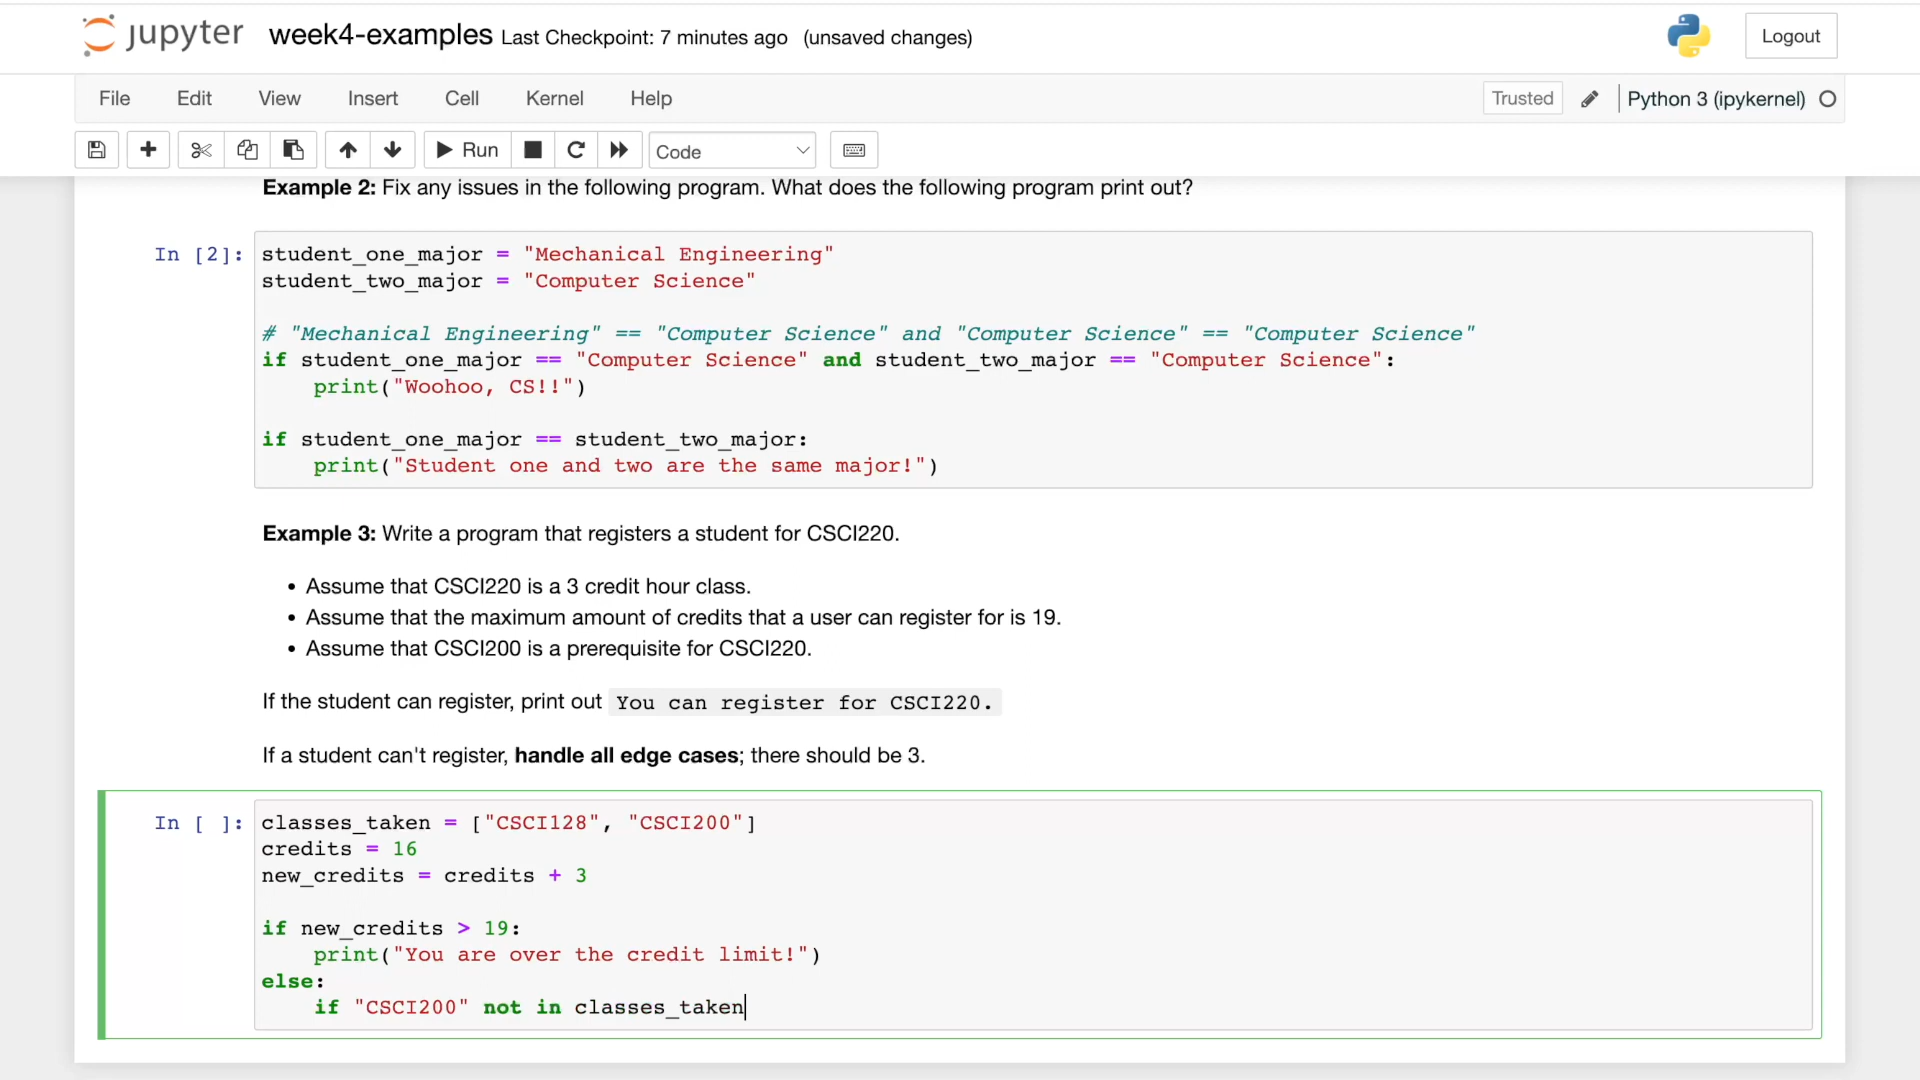 jupyter week4-examples Last Checkpoint: 7 minutes ago (unsaved changes)
Logout
File Edit View Insert Cell Kernel Help
Trusted Python 3 (ipykernel)
Run Code
Example 2: Fix any issues in the following program. What does the following program print out?
In [2]: student_one_major = "Mechanical Engineering"
student_two_major = "Computer Science"
# "Mechanical Engineering" == "Computer Science" and "Computer Science" == "Computer Science"
if student_one_major == "Computer Science" and student_two_major == "Computer Science":
    print("Woohoo, CS!!")
if student_one_major == student_two_major:
    print("Student one and two are the same major!")
Example 3: Write a program that registers a student for CSCI220.
• Assume that CSCI220 is a 3 credit hour class.
• Assume that the maximum amount of credits that a user can register for is 19.
• Assume that CSCI200 is a prerequisite for CSCI220.
If the student can register, print out You can register for CSCI220.
If a student can't register, handle all edge cases; there should be 3.
In [ ]: classes_taken = ["CSCI128", "CSCI200"]
credits = 16
new_credits = credits + 3
if new_credits > 19:
    print("You are over the credit limit!")
else:
    if "CSCI200" not in classes_taken